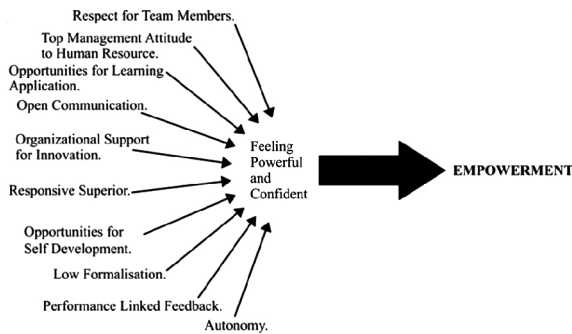 Respect for Team Members.
Top Management Attitude
to Human Resource.
Opportunities for Learning
Application.
Open Communication.
Organizational Support
for Innovation.
Responsive Superior.
Opportunities for
Self Development.
Low Formalisation.
Performance Linked Feedback.
Autonomy.
Feeling
Powerful
and
Confident
EMPOWERMENT